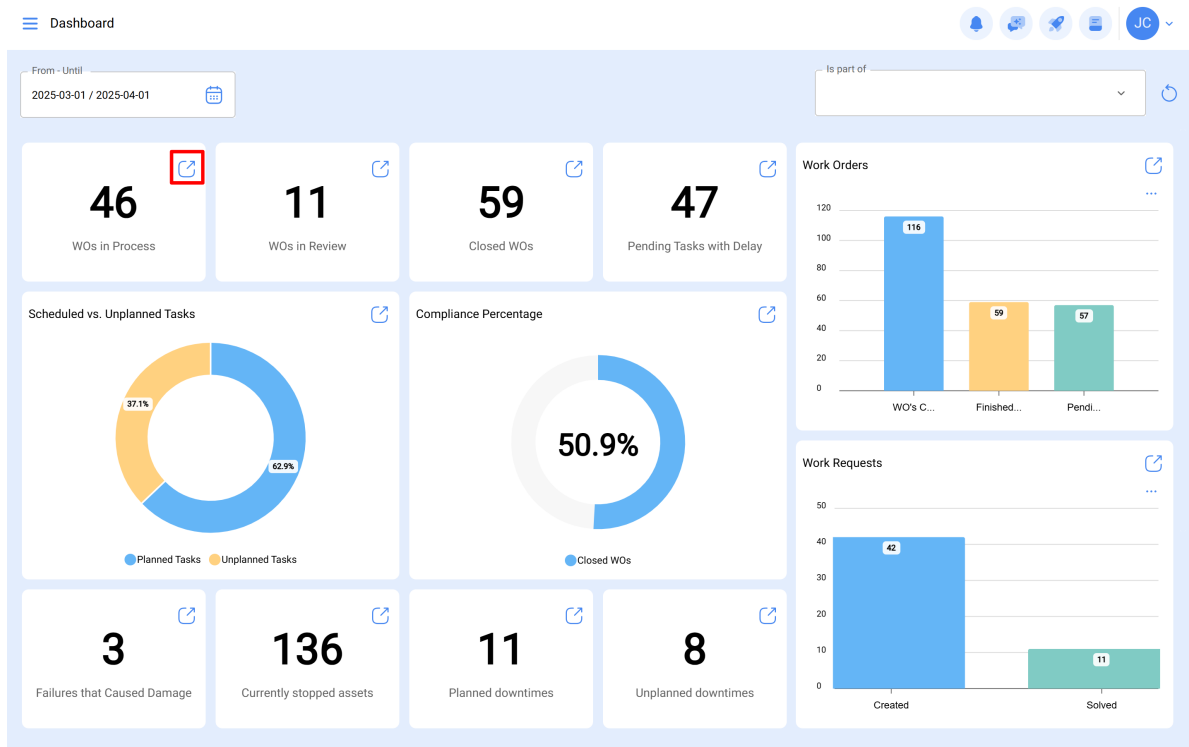 Dashboard
JC
From - Until
2025-03-01 / 2025-04-01
Is part of
46
WOs in Process
11
WOs in Review
59
Closed WOs
47
Pending Tasks with Delay
Work Orders
...
120
100
80
60
40
20
0
116
59
57
WO's C...
Finished...
Pendi...
Scheduled vs. Unplanned Tasks
37.1%
62.9%
Planned Tasks Unplanned Tasks
Compliance Percentage
50.9%
Closed WOs
Work Requests
...
50
40
30
20
10
0
42
11
Created
Solved
3
Failures that Caused Damage
136
Currently stopped assets
11
Planned downtimes
8
Unplanned downtimes